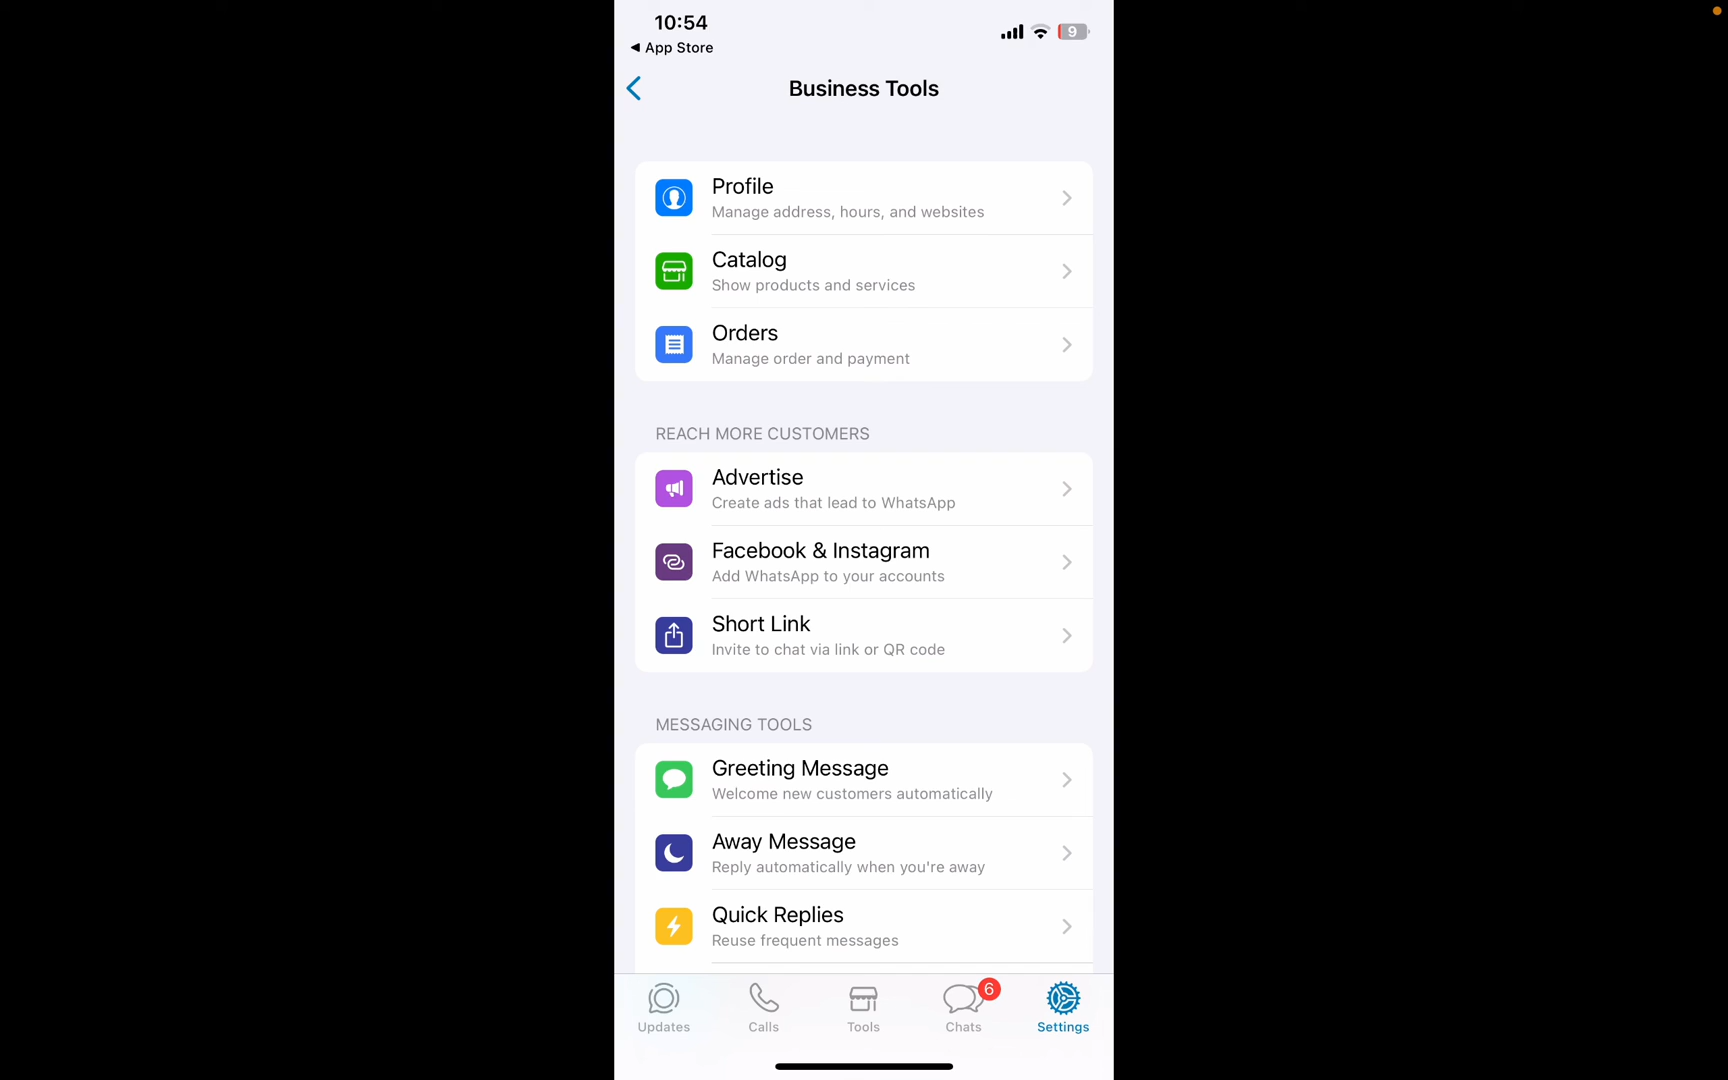 10:54
9
◀ App Store
Business Tools
Profile
Manage address, hours, and websites
Catalog
Show products and services
Orders
Manage order and payment
REACH MORE CUSTOMERS
Advertise
Create ads that lead to WhatsApp
Facebook & Instagram
Add WhatsApp to your accounts
Short Link
Invite to chat via link or QR code
MESSAGING TOOLS
Greeting Message
Welcome new customers automatically
Away Message
Reply automatically when you're away
Quick Replies
Reuse frequent messages
6
Updates Calls Tools Chats Settings